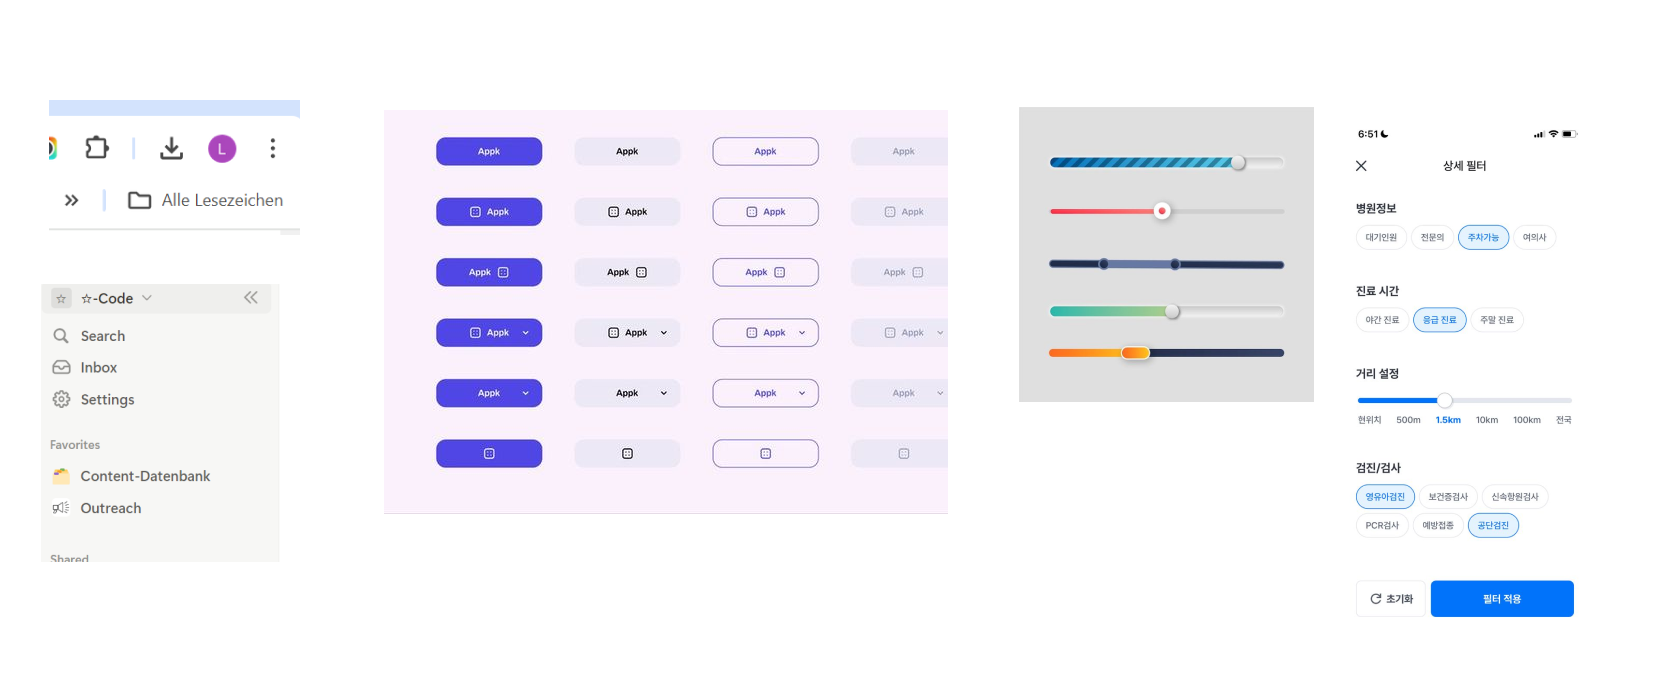 L
Alle Lesezeichen
☆-Code
Search
Inbox
Settings
Favorites
Content-Datenbank
Outreach
Shared
Appk Appk Appk Appk
Appk Appk Appk Appk
Appk Appk Appk Appk
Appk Appk Appk Appk
Appk Appk Appk Appk
6:51
상세 필터
병원정보
대기인원 전문의 주차가능 여의사
진료 시간
야간 진료 응급 진료 주말 진료
거리 설정
현위치 500m 1.5km 10km 100km 전국
검진/검사
영유아검진 보건증검사 신속항원검사
PCR검사 예방접종 공단검진
초기화 필터 적용